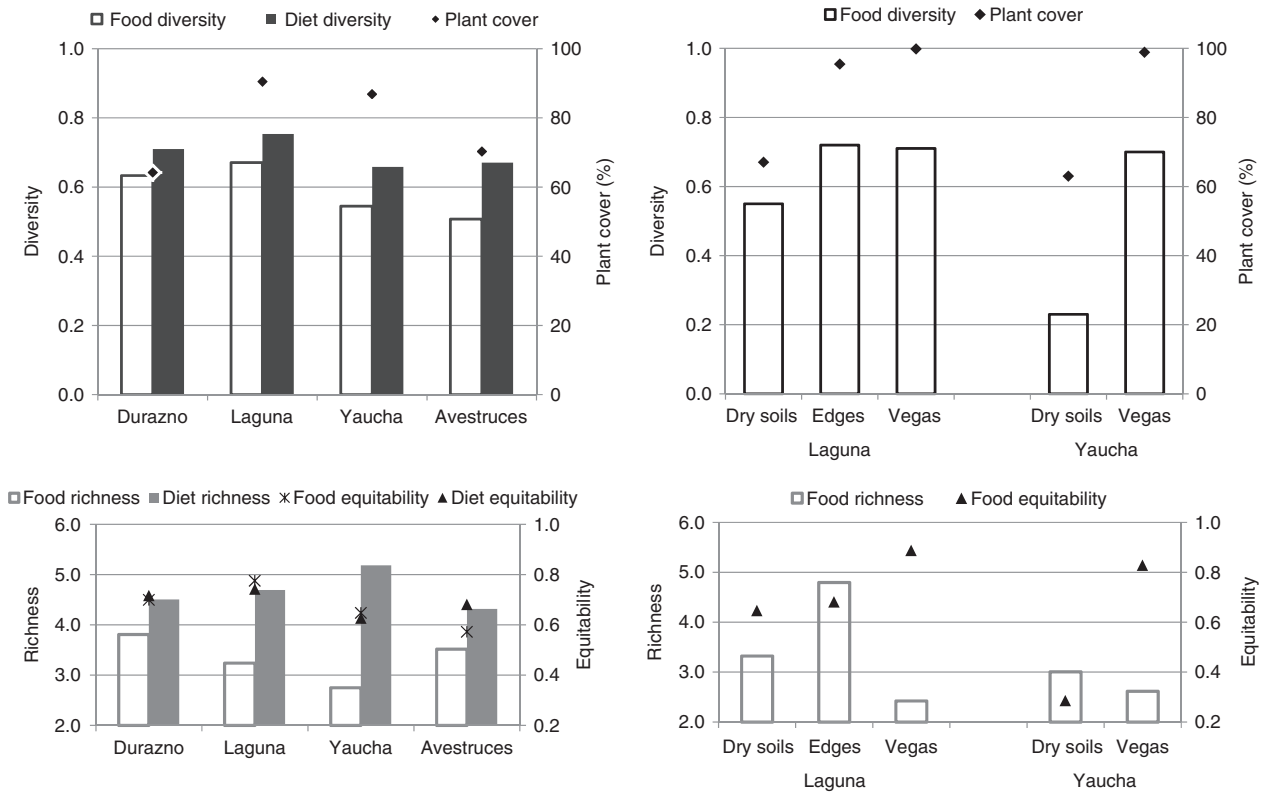 Food diversity Diet diversity Plant cover
1.0
0.8
0.6
0.4
0.2
0.0
Diversity
100
80
60
40
20
0
Plant cover (%)
Durazno Laguna Yaucha Avestruces
Food diversity Plant cover
1.0
0.8
0.6
0.4
0.2
0.0
Diversity
100
80
60
40
20
0
Plant cover (%)
Dry soils Edges Vegas Dry soils Vegas
Laguna Yaucha
Food richness Diet richness Food equitability Diet equitability
6.0
5.0
4.0
3.0
2.0
Richness
1.0
0.8
0.6
0.4
0.2
Equitability
Durazno Laguna Yaucha Avestruces
Food richness Food equitability
6.0
5.0
4.0
3.0
2.0
Richness
1.0
0.8
0.6
0.4
0.2
Equitability
Dry soils Edges Vegas Dry soils Vegas
Laguna Yaucha